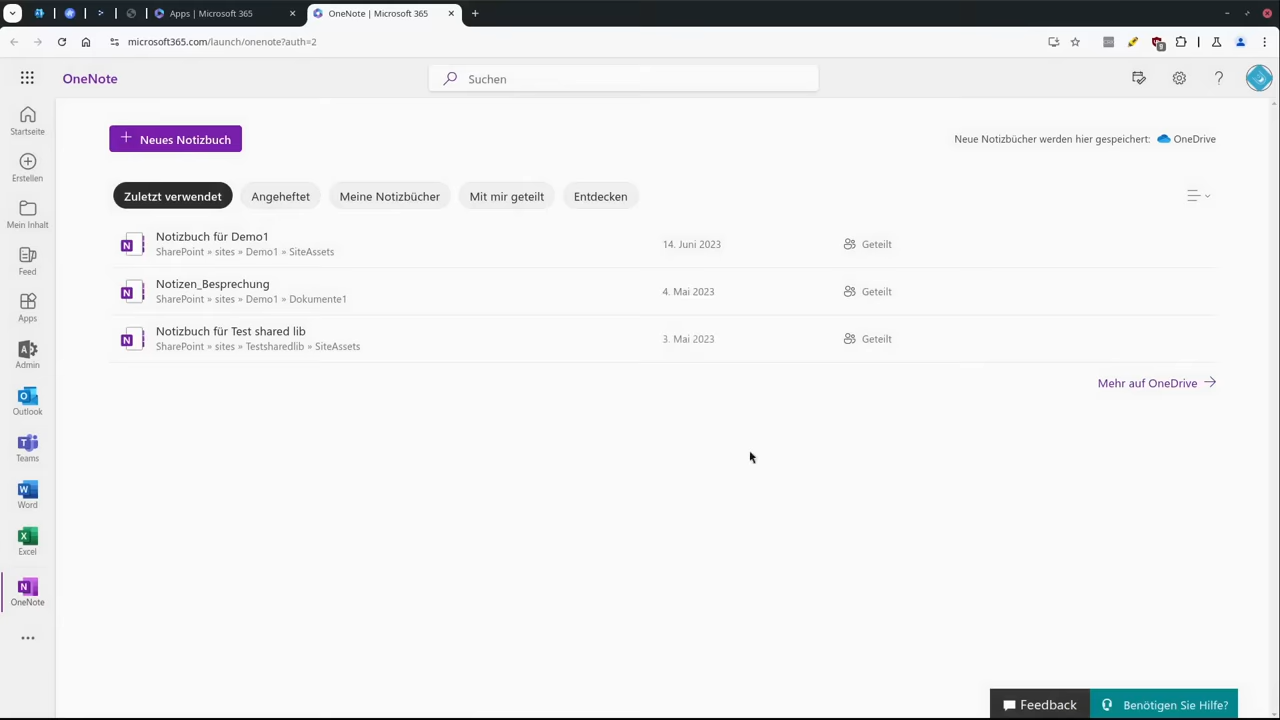 Apps | Microsoft 365
OneNote | Microsoft 365
microsoft365.com/launch/onenote?auth=2
OneNote
Suchen
Startseite
Erstellen
Mein Inhalt
Feed
Apps
Admin
Outlook
Teams
Word
Excel
OneNote
Neues Notizbuch
Neue Notizbücher werden hier gespeichert: OneDrive
Zuletzt verwendet Angeheftet Meine Notizbücher Mit mir geteilt Entdecken
Notizbuch für Demo1
SharePoint » sites » Demo1 » SiteAssets
14. Juni 2023
Geteilt
Notizen_Besprechung
SharePoint » sites » Demo1 » Dokumente1
4. Mai 2023
Geteilt
Notizbuch für Test shared lib
SharePoint » sites » Testsharedlib » SiteAssets
3. Mai 2023
Geteilt
Mehr auf OneDrive
Feedback
Benötigen Sie Hilfe?